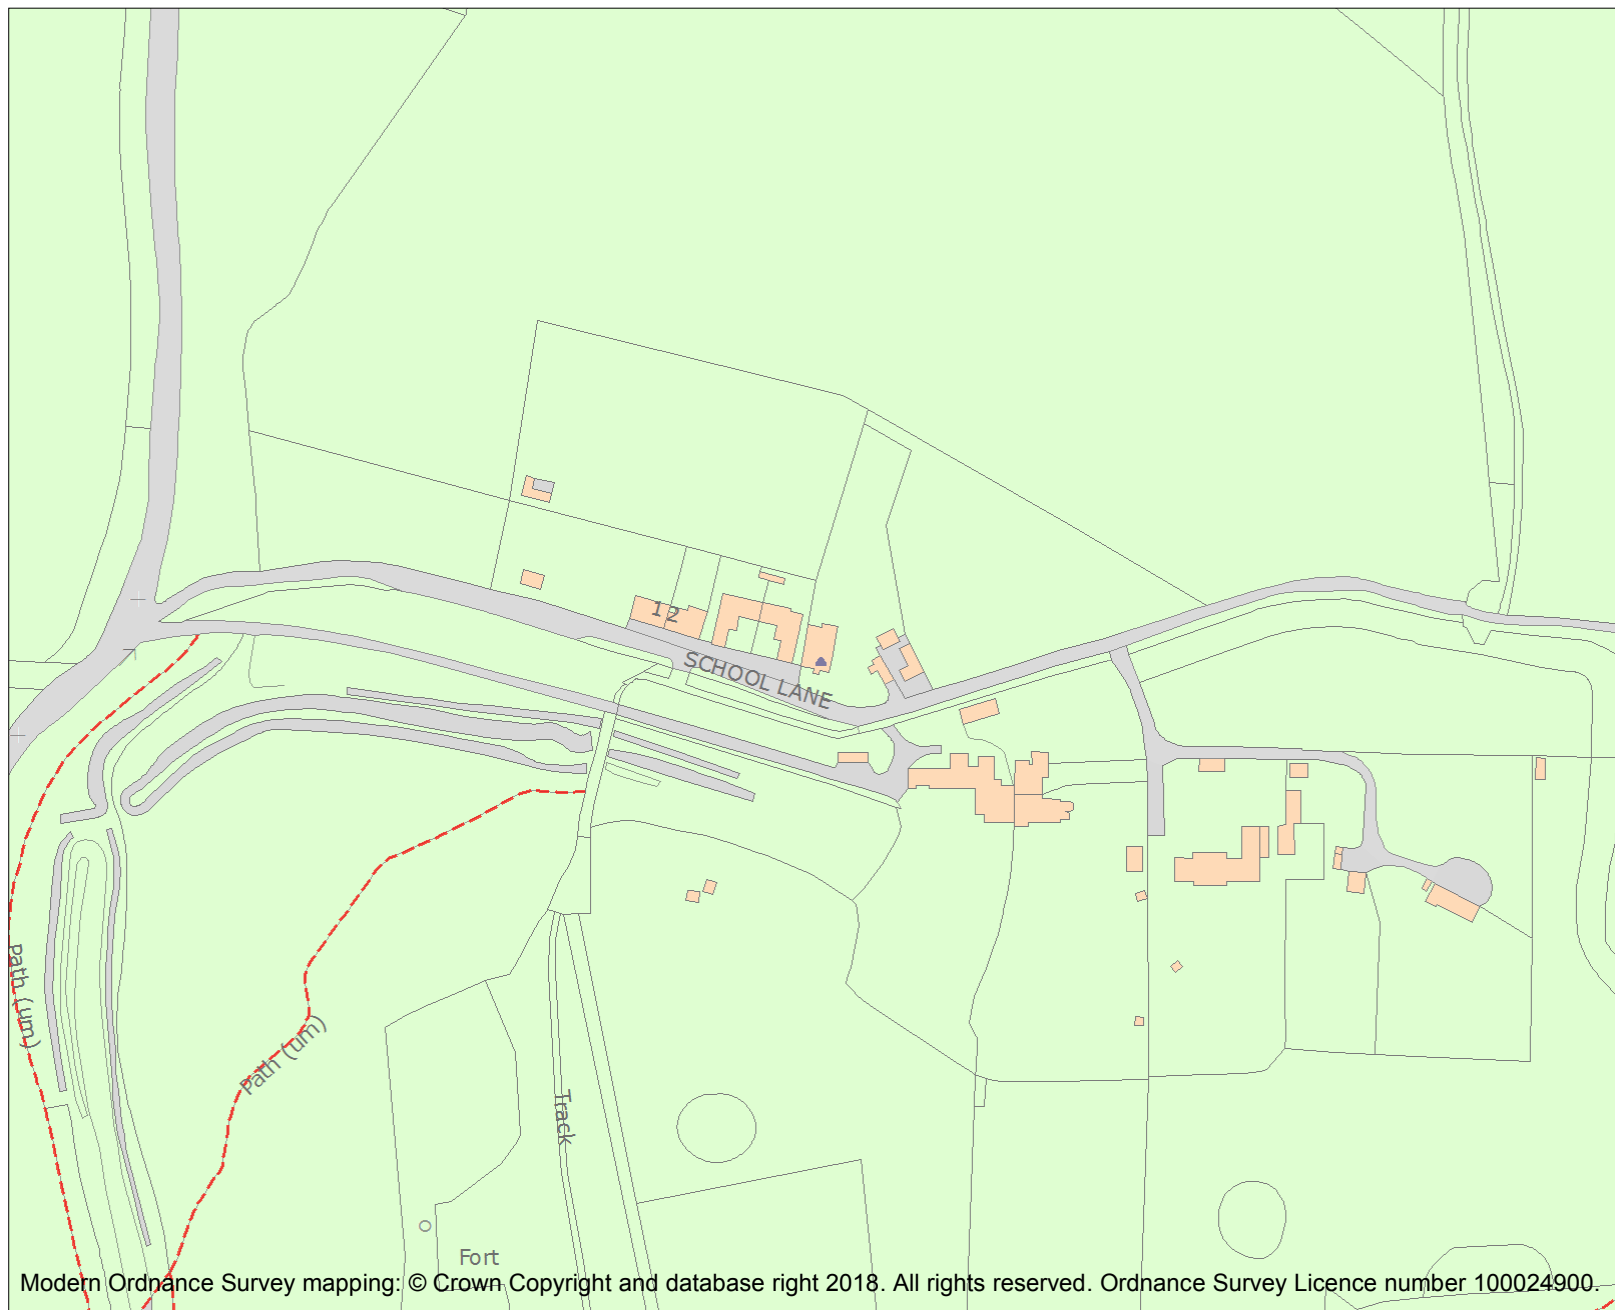 1 2
SCHOOL LANE
Path (um)
Path (um)
Track
Fort
Modern Ordnance Survey mapping: © Crown Copyright and database right 2018. All rights reserved. Ordnance Survey Licence number 100024900.